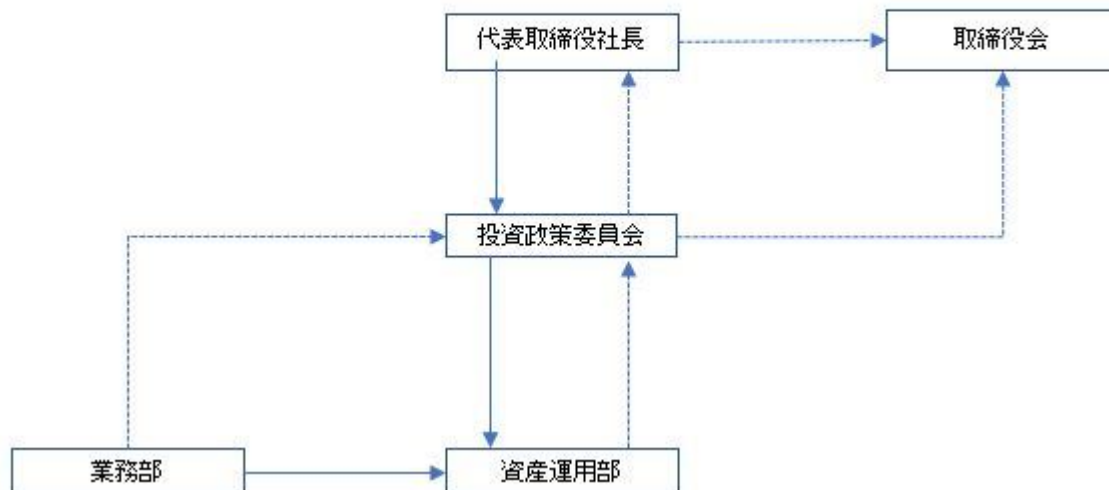 代表取締役社長
取締役会
投資政策委員会
業務部
資産運用部